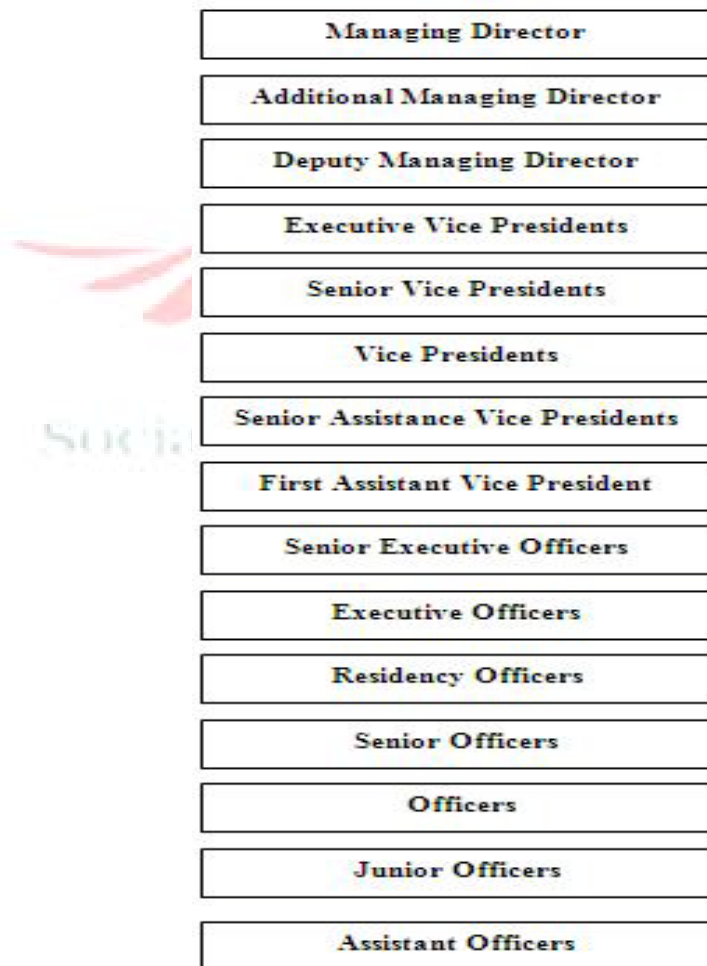 Managing Director
Additional Managing Director
Deputy Managing Director
Executive Vice Presidents
Senior Vice Presidents
Vice Presidents
Senior Assistance Vice Presidents
First Assistant Vice President
Senior Executive Officers
Executive Officers
Residency Officers
Senior Officers
Officers
Junior Officers
Assistant Officers